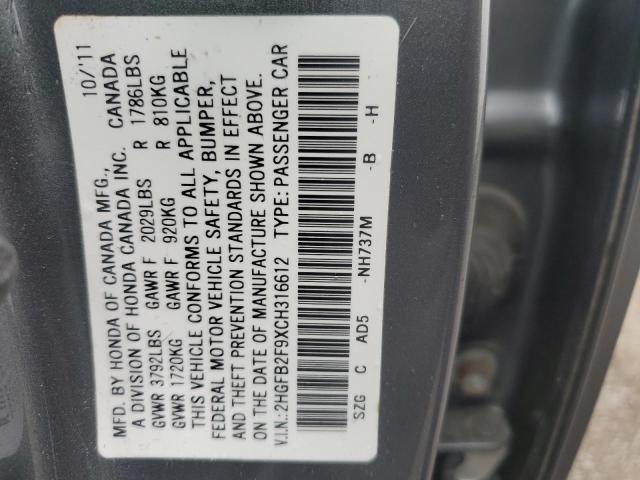 MFD. BY HONDA OF CANADA MFG., 10/'11
A DIVISION OF HONDA CANADA INC. CANADA
GVWR 3792LBS GAWR F 2029LBS R 1786LBS
GVWR 1720KG GAWR F 920KG R 810KG
THIS VEHICLE CONFORMS TO ALL APPLICABLE
FEDERAL MOTOR VEHICLE SAFETY, BUMPER,
AND THEFT PREVENTION STANDARDS IN EFFECT
ON THE DATE OF MANUFACTURE SHOWN ABOVE.
V.I.N.: 2HGFB2F9XCH316612 TYPE: PASSENGER CAR
SZG C AD5 -NH737M -B -H